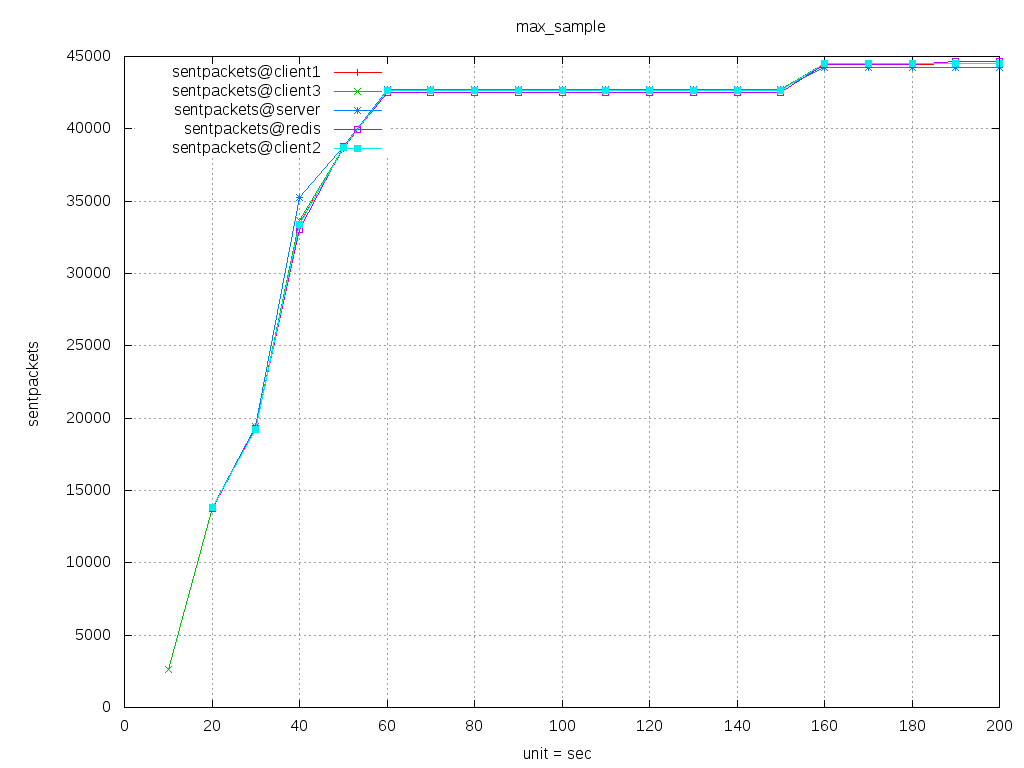 max_sample
45000
40000
35000
30000
25000
20000
15000
10000
5000
0
sentpackets
sentpackets@client1
sentpackets@client3
sentpackets@server
sentpackets@redis
sentpackets@client2
0 20 40 60 80 100 120 140 160 180 200
unit = sec